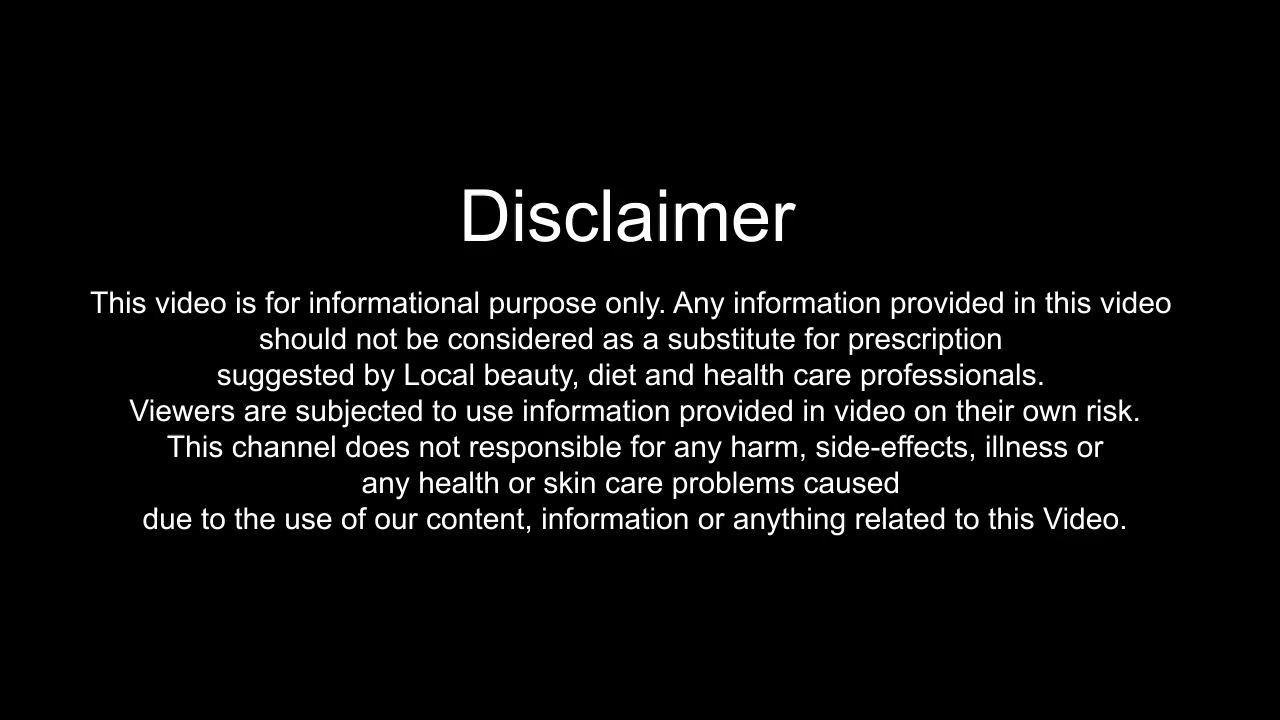 Disclaimer
This video is for informational purpose only. Any information provided in this video
should not be considered as a substitute for prescription
suggested by Local beauty, diet and health care professionals.
Viewers are subjected to use information provided in video on their own risk.
This channel does not responsible for any harm, side-effects, illness or
any health or skin care problems caused
due to the use of our content, information or anything related to this Video.